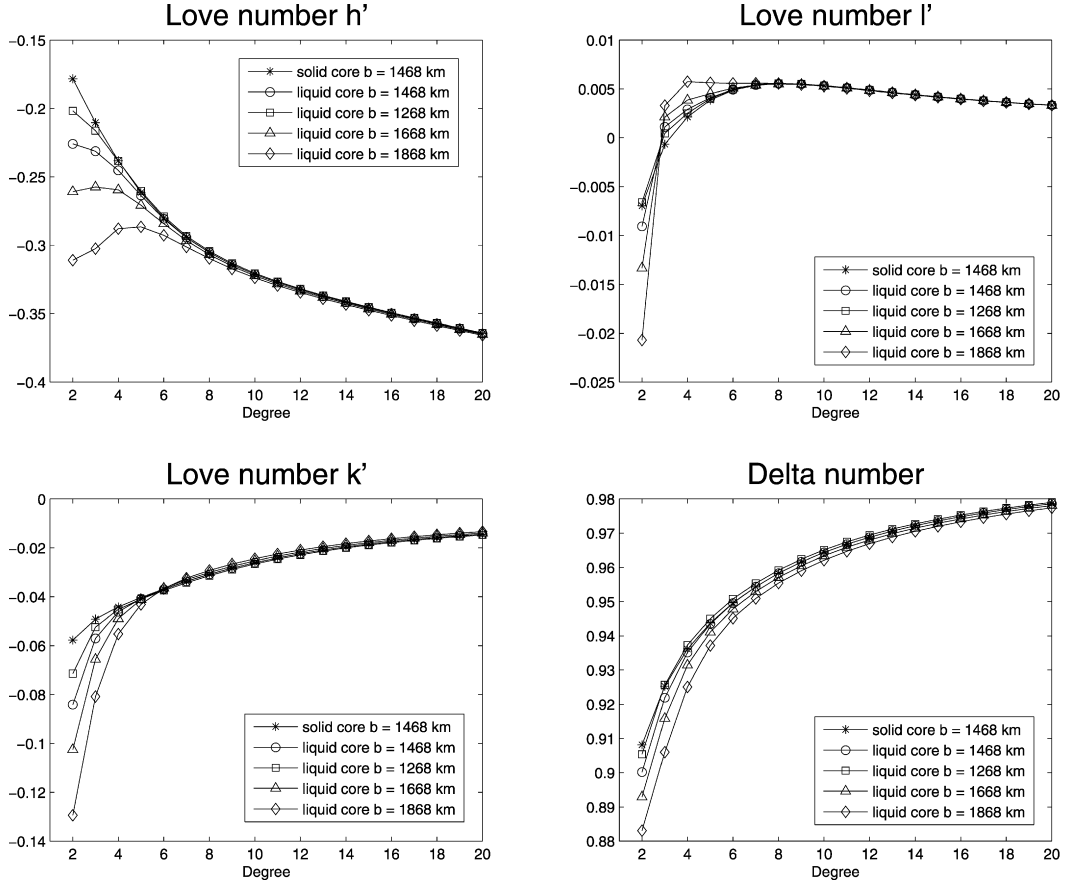 Love number h’
−0.15
−0.2
−0.25
−0.3
−0.35
−0.4
solid core b = 1468 km
liquid core b = 1468 km
liquid core b = 1268 km
liquid core b = 1668 km
liquid core b = 1868 km
2 4 6 8 10 12 14 16 18 20
Degree
Love number l’
0.01
0.005
0
−0.005
−0.01
−0.015
−0.02
−0.025
solid core b = 1468 km
liquid core b = 1468 km
liquid core b = 1268 km
liquid core b = 1668 km
liquid core b = 1868 km
2 4 6 8 10 12 14 16 18 20
Degree
Love number k’
0
−0.02
−0.04
−0.06
−0.08
−0.1
−0.12
−0.14
solid core b = 1468 km
liquid core b = 1468 km
liquid core b = 1268 km
liquid core b = 1668 km
liquid core b = 1868 km
2 4 6 8 10 12 14 16 18 20
Degree
Delta number
0.98
0.97
0.96
0.95
0.94
0.93
0.92
0.91
0.9
0.89
0.88
solid core b = 1468 km
liquid core b = 1468 km
liquid core b = 1268 km
liquid core b = 1668 km
liquid core b = 1868 km
2 4 6 8 10 12 14 16 18 20
Degree